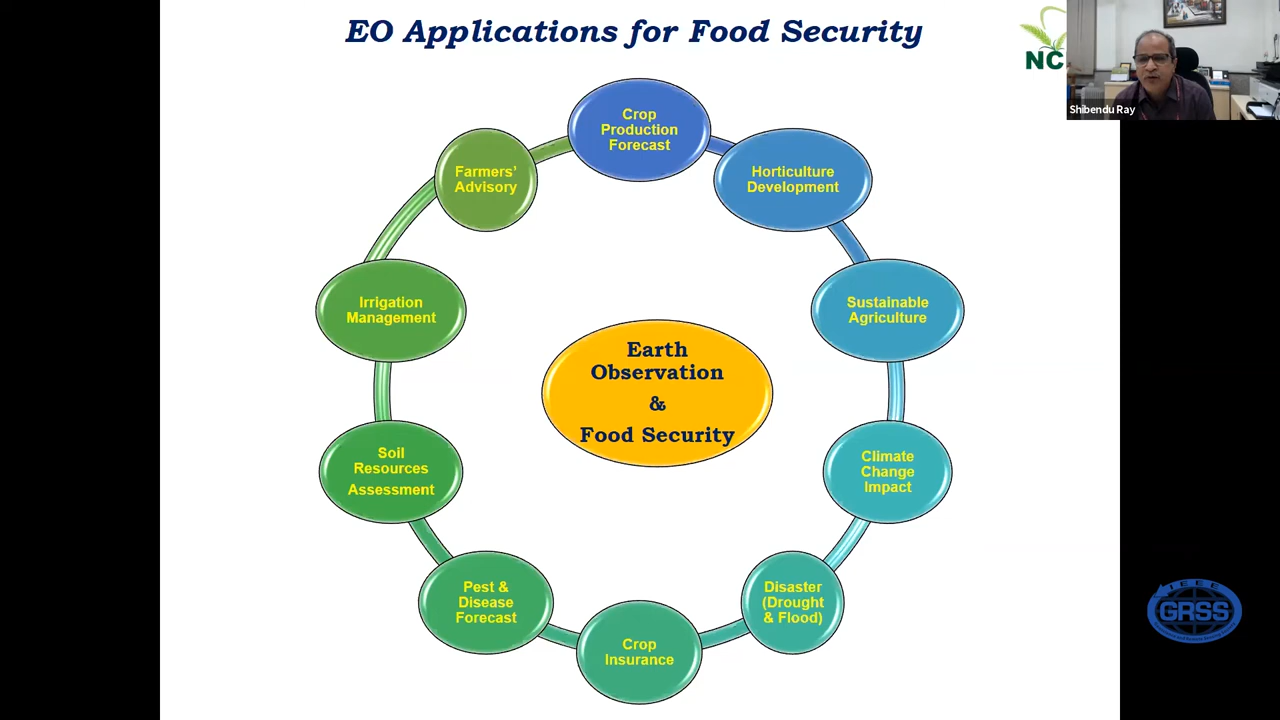 EO Applications for Food Security
NC
Shibendu Ray
Crop
Production
Forecast
Horticulture
Development
Sustainable
Agriculture
Climate
Change
Impact
Disaster
(Drought
& Flood)
Crop
Insurance
Pest &
Disease
Forecast
Soil
Resources
Assessment
Irrigation
Management
Farmers’
Advisory
Earth
Observation
&
Food Security
IEEE
GRSS